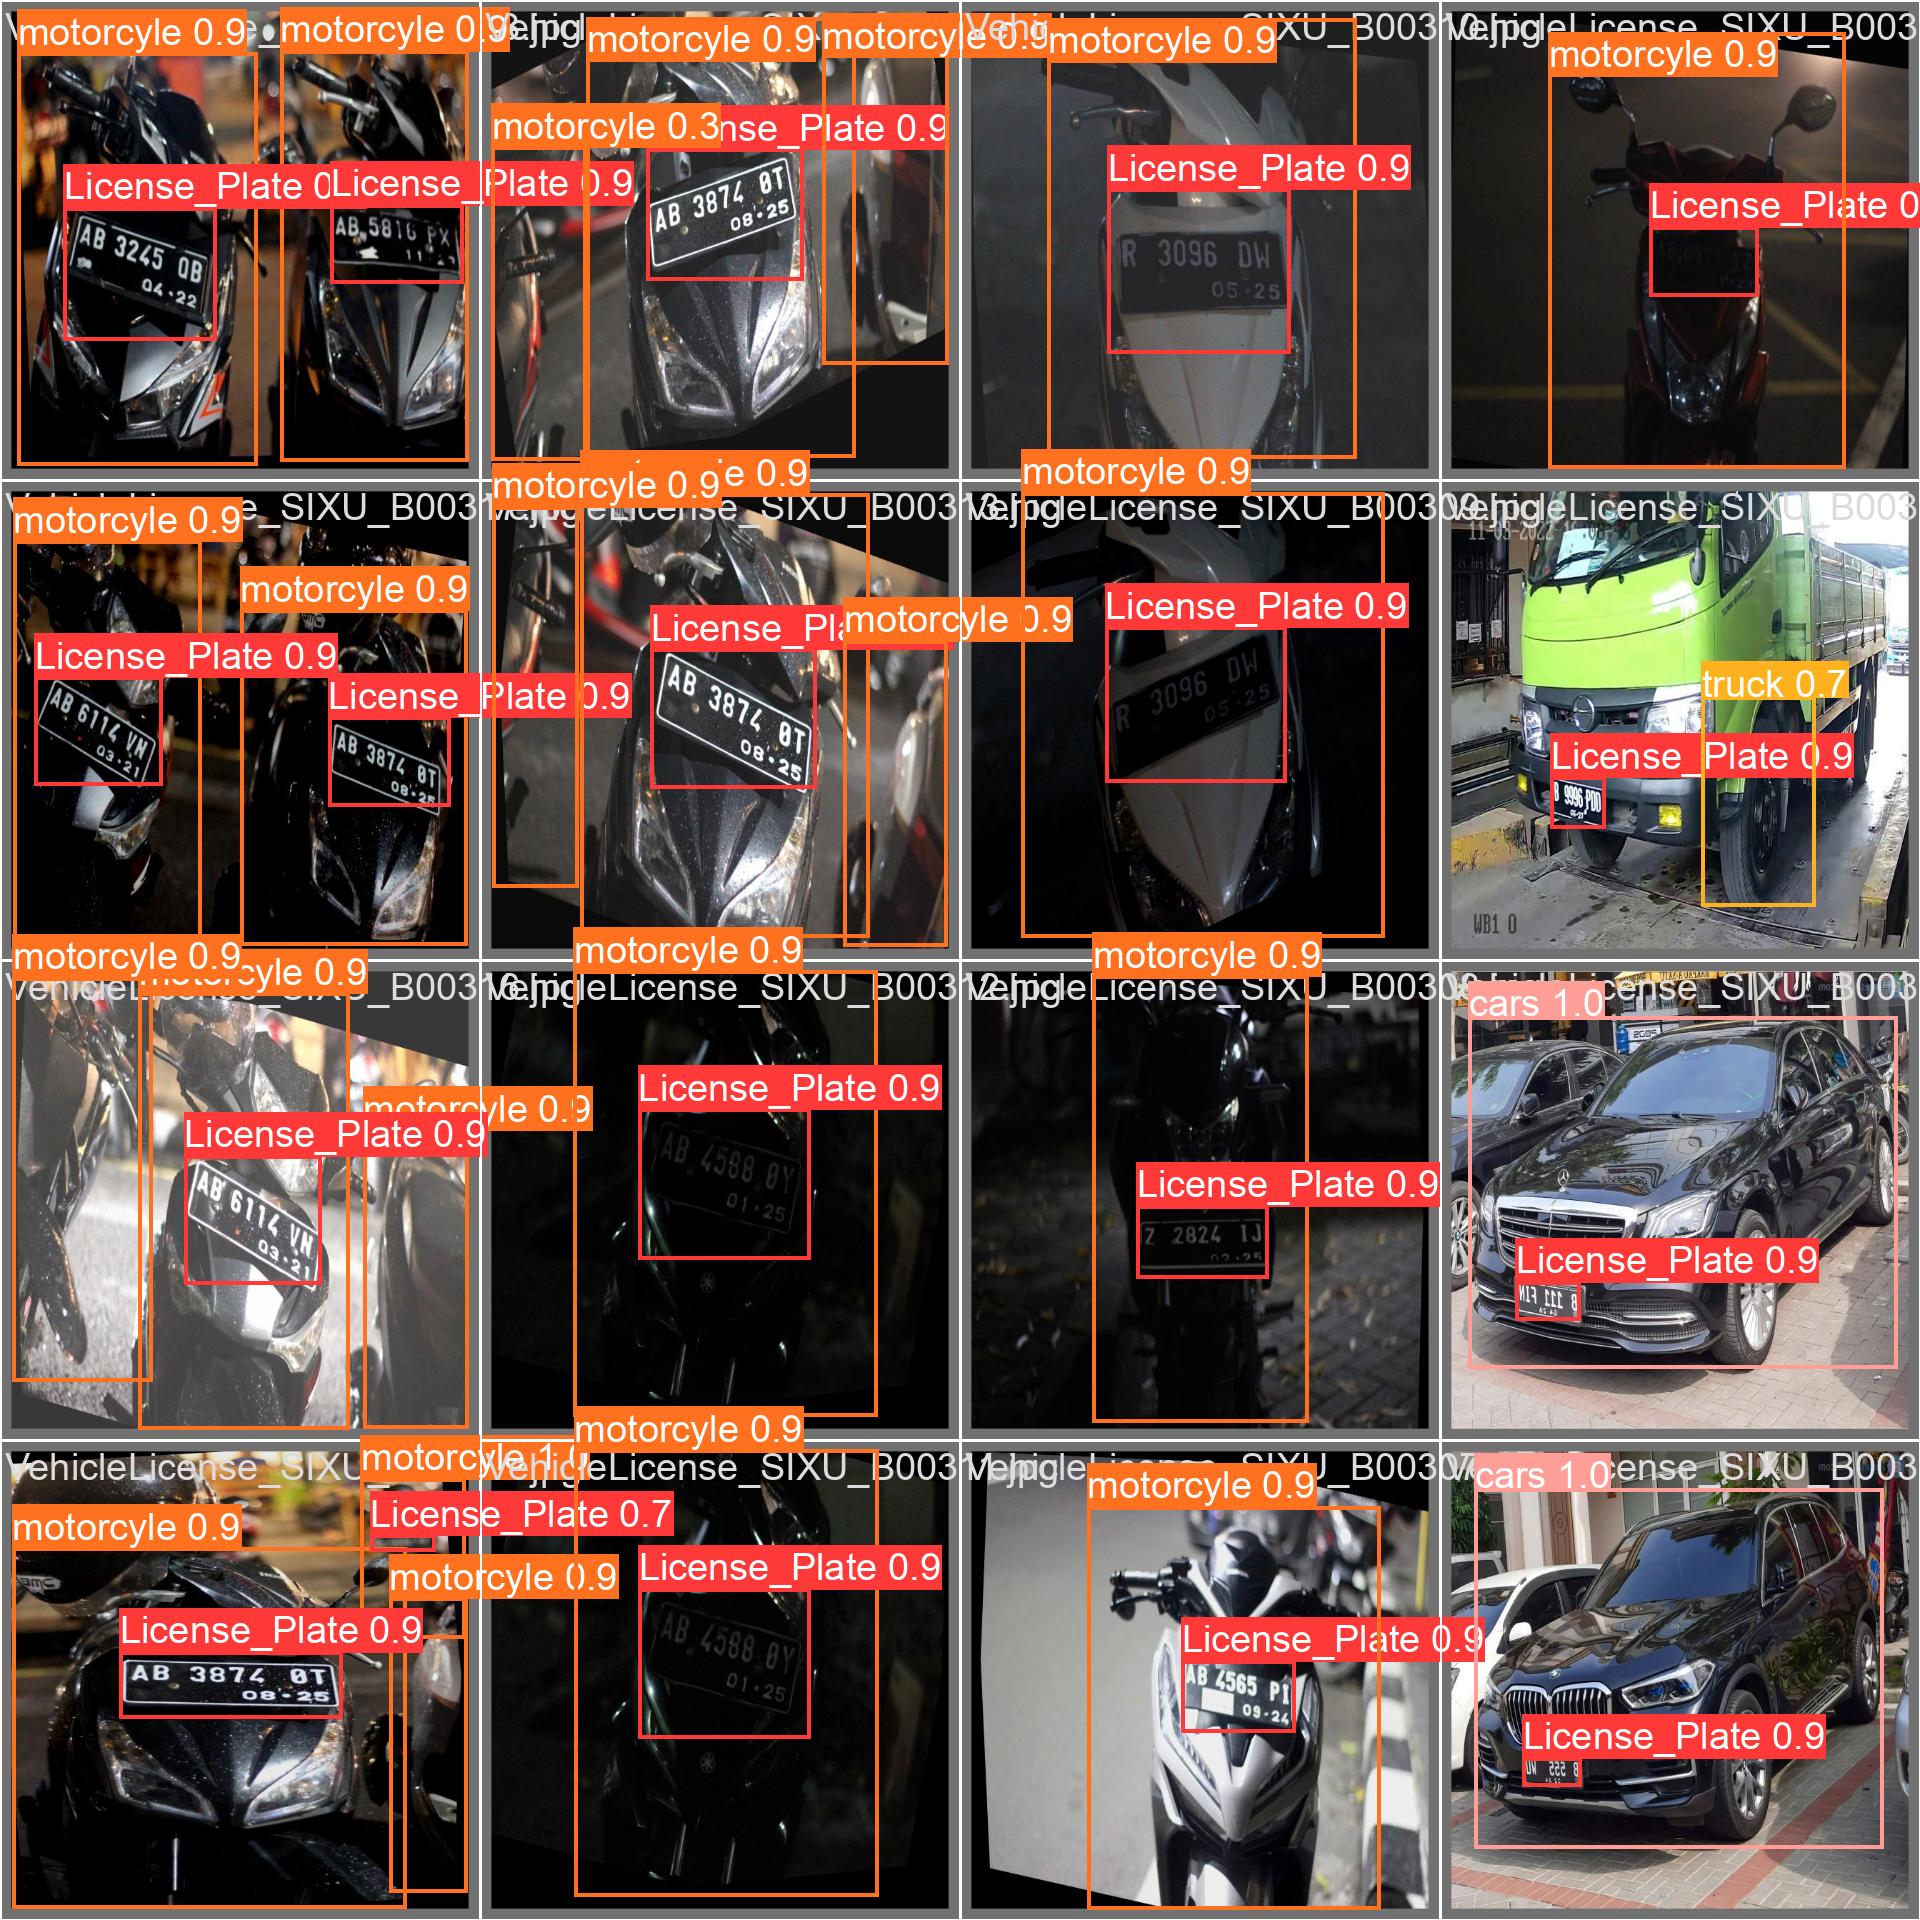 motorcyle 0.9
motorcyle 0.9
License_Plate 0
License_Plate 0.9
AB 3245 QB
04·22
AB 5816 PX
motorcyle 0.9
motorcyle 0.9
motorcyle 0.3
nse_Plate 0.9
AB 3874 0T
08·25
VehicleLicense_SIXU_B003
motorcyle 0.9
License_Plate 0.9
R 3096 DW
05·25
motorcyle 0.9
License_Plate 0
motorcyle 0.9
motorcyle 0.9
License_Plate 0.9
License_Plate 0.9
AB 6114 VN
03·21
AB 3874 0T
08·25
motorcyle 0.9
e 0.9
VehicleLicense_SIXU_B003
License_Pla
motorcyle 0.9
AB 3874 0T
08·25
motorcyle 0.9
VehicleLicense_SIXU_B003
License_Plate 0.9
R 3096 DW
05·25
VehicleLicense_SIXU_B003
truck 0.7
License_Plate 0.9
B 9996 PDD
WB1 0
motorcyle 0.9
cyle 0.9
motorcyle 0.9
License_Plate 0.9
AB 6114 VN
03·21
motorcyle 0.9
VehicleLicense_SIXU_B003
License_Plate 0.9
AB 4588 0Y
01·25
motorcyle 0.9
VehicleLicense_SIXU_B003
License_Plate 0.9
Z 2824 IJ
02·25
cars 1.0
License_Plate 0.9
B 111 FIN
VehicleLicense_SIXU
motorcyle 1.0
License_Plate 0.7
motorcyle 0.9
motorcyle 0.9
License_Plate 0.9
AB 3874 0T
08·25
motorcyle 0.9
VehicleLicense_SIXU_B003
License_Plate 0.9
AB 4588 0Y
01·25
motorcyle 0.9
License_Plate 0.9
AB 4565 PI
09-24
cars 1.0
License_Plate 0.9
B 555